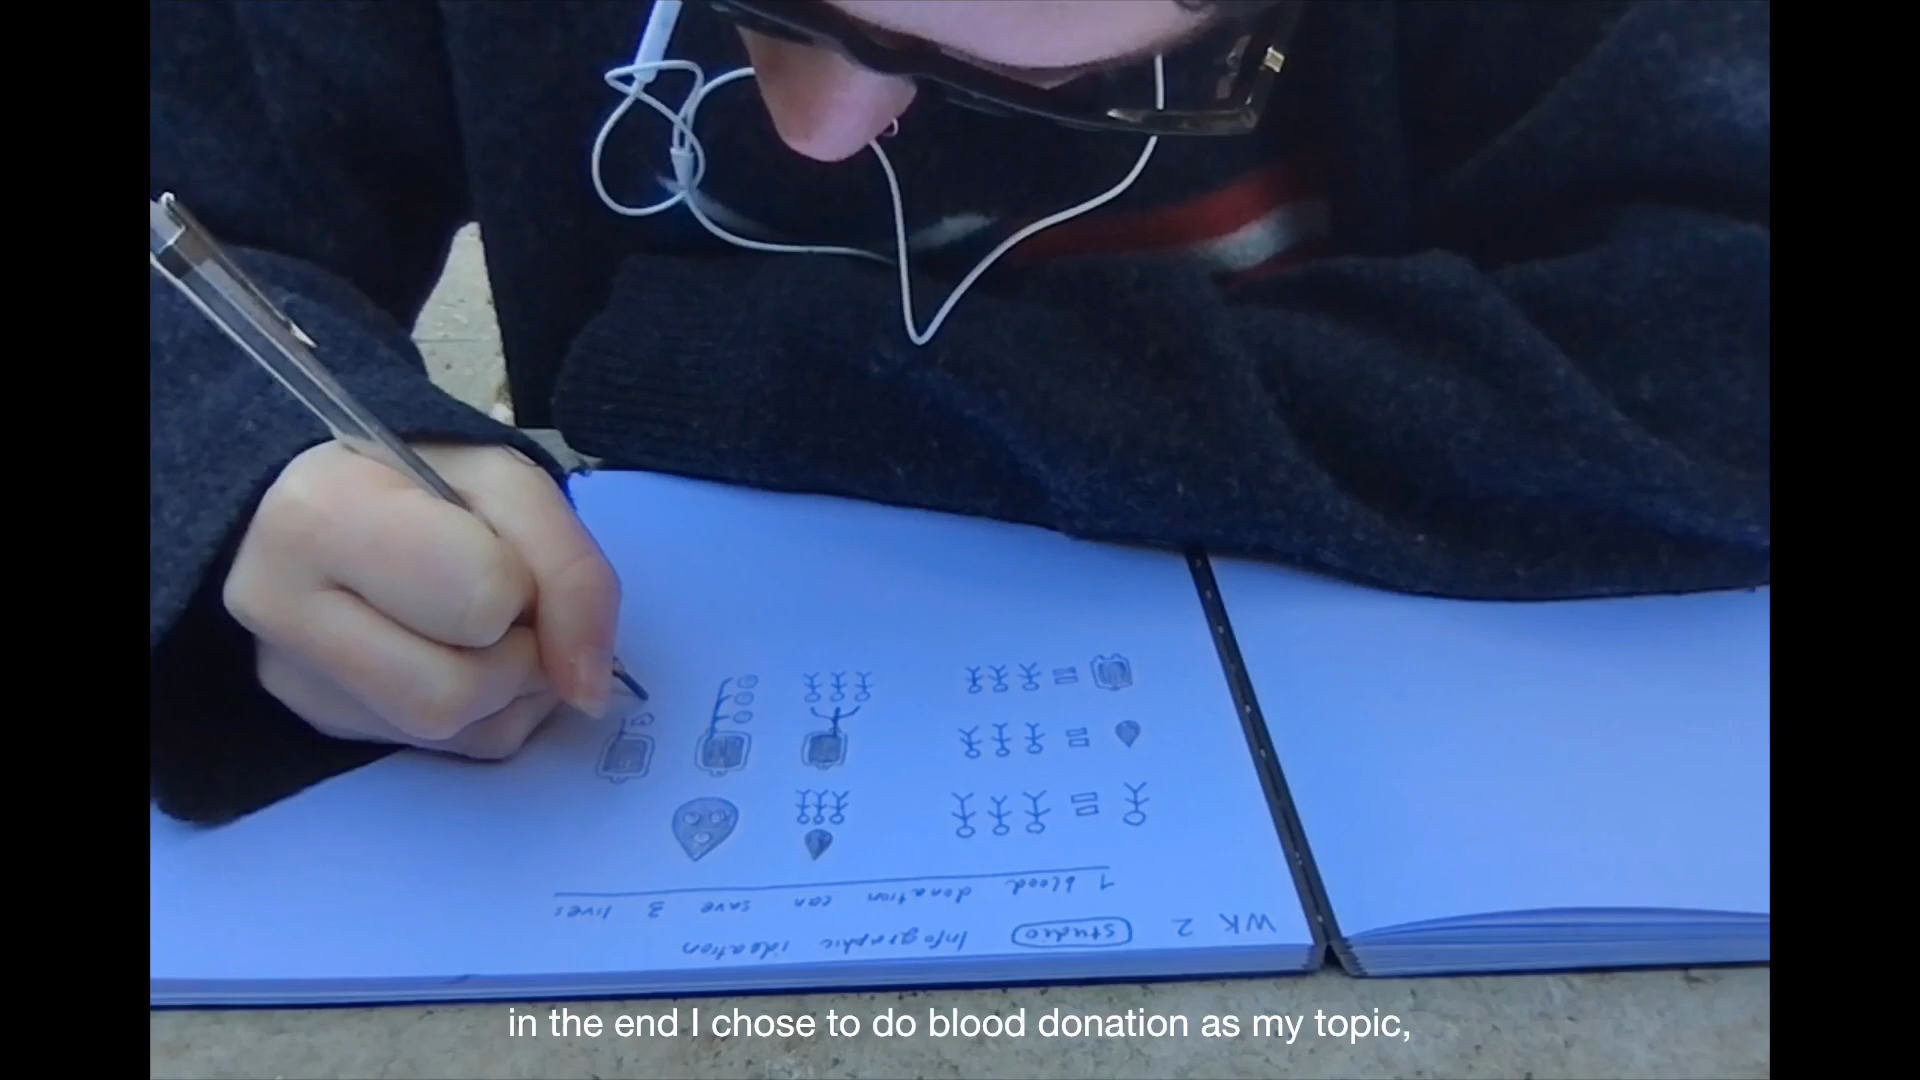 WK 2 studio Infographic ideation
1 blood donation can save 3 lives
in the end I chose to do blood donation as my topic,